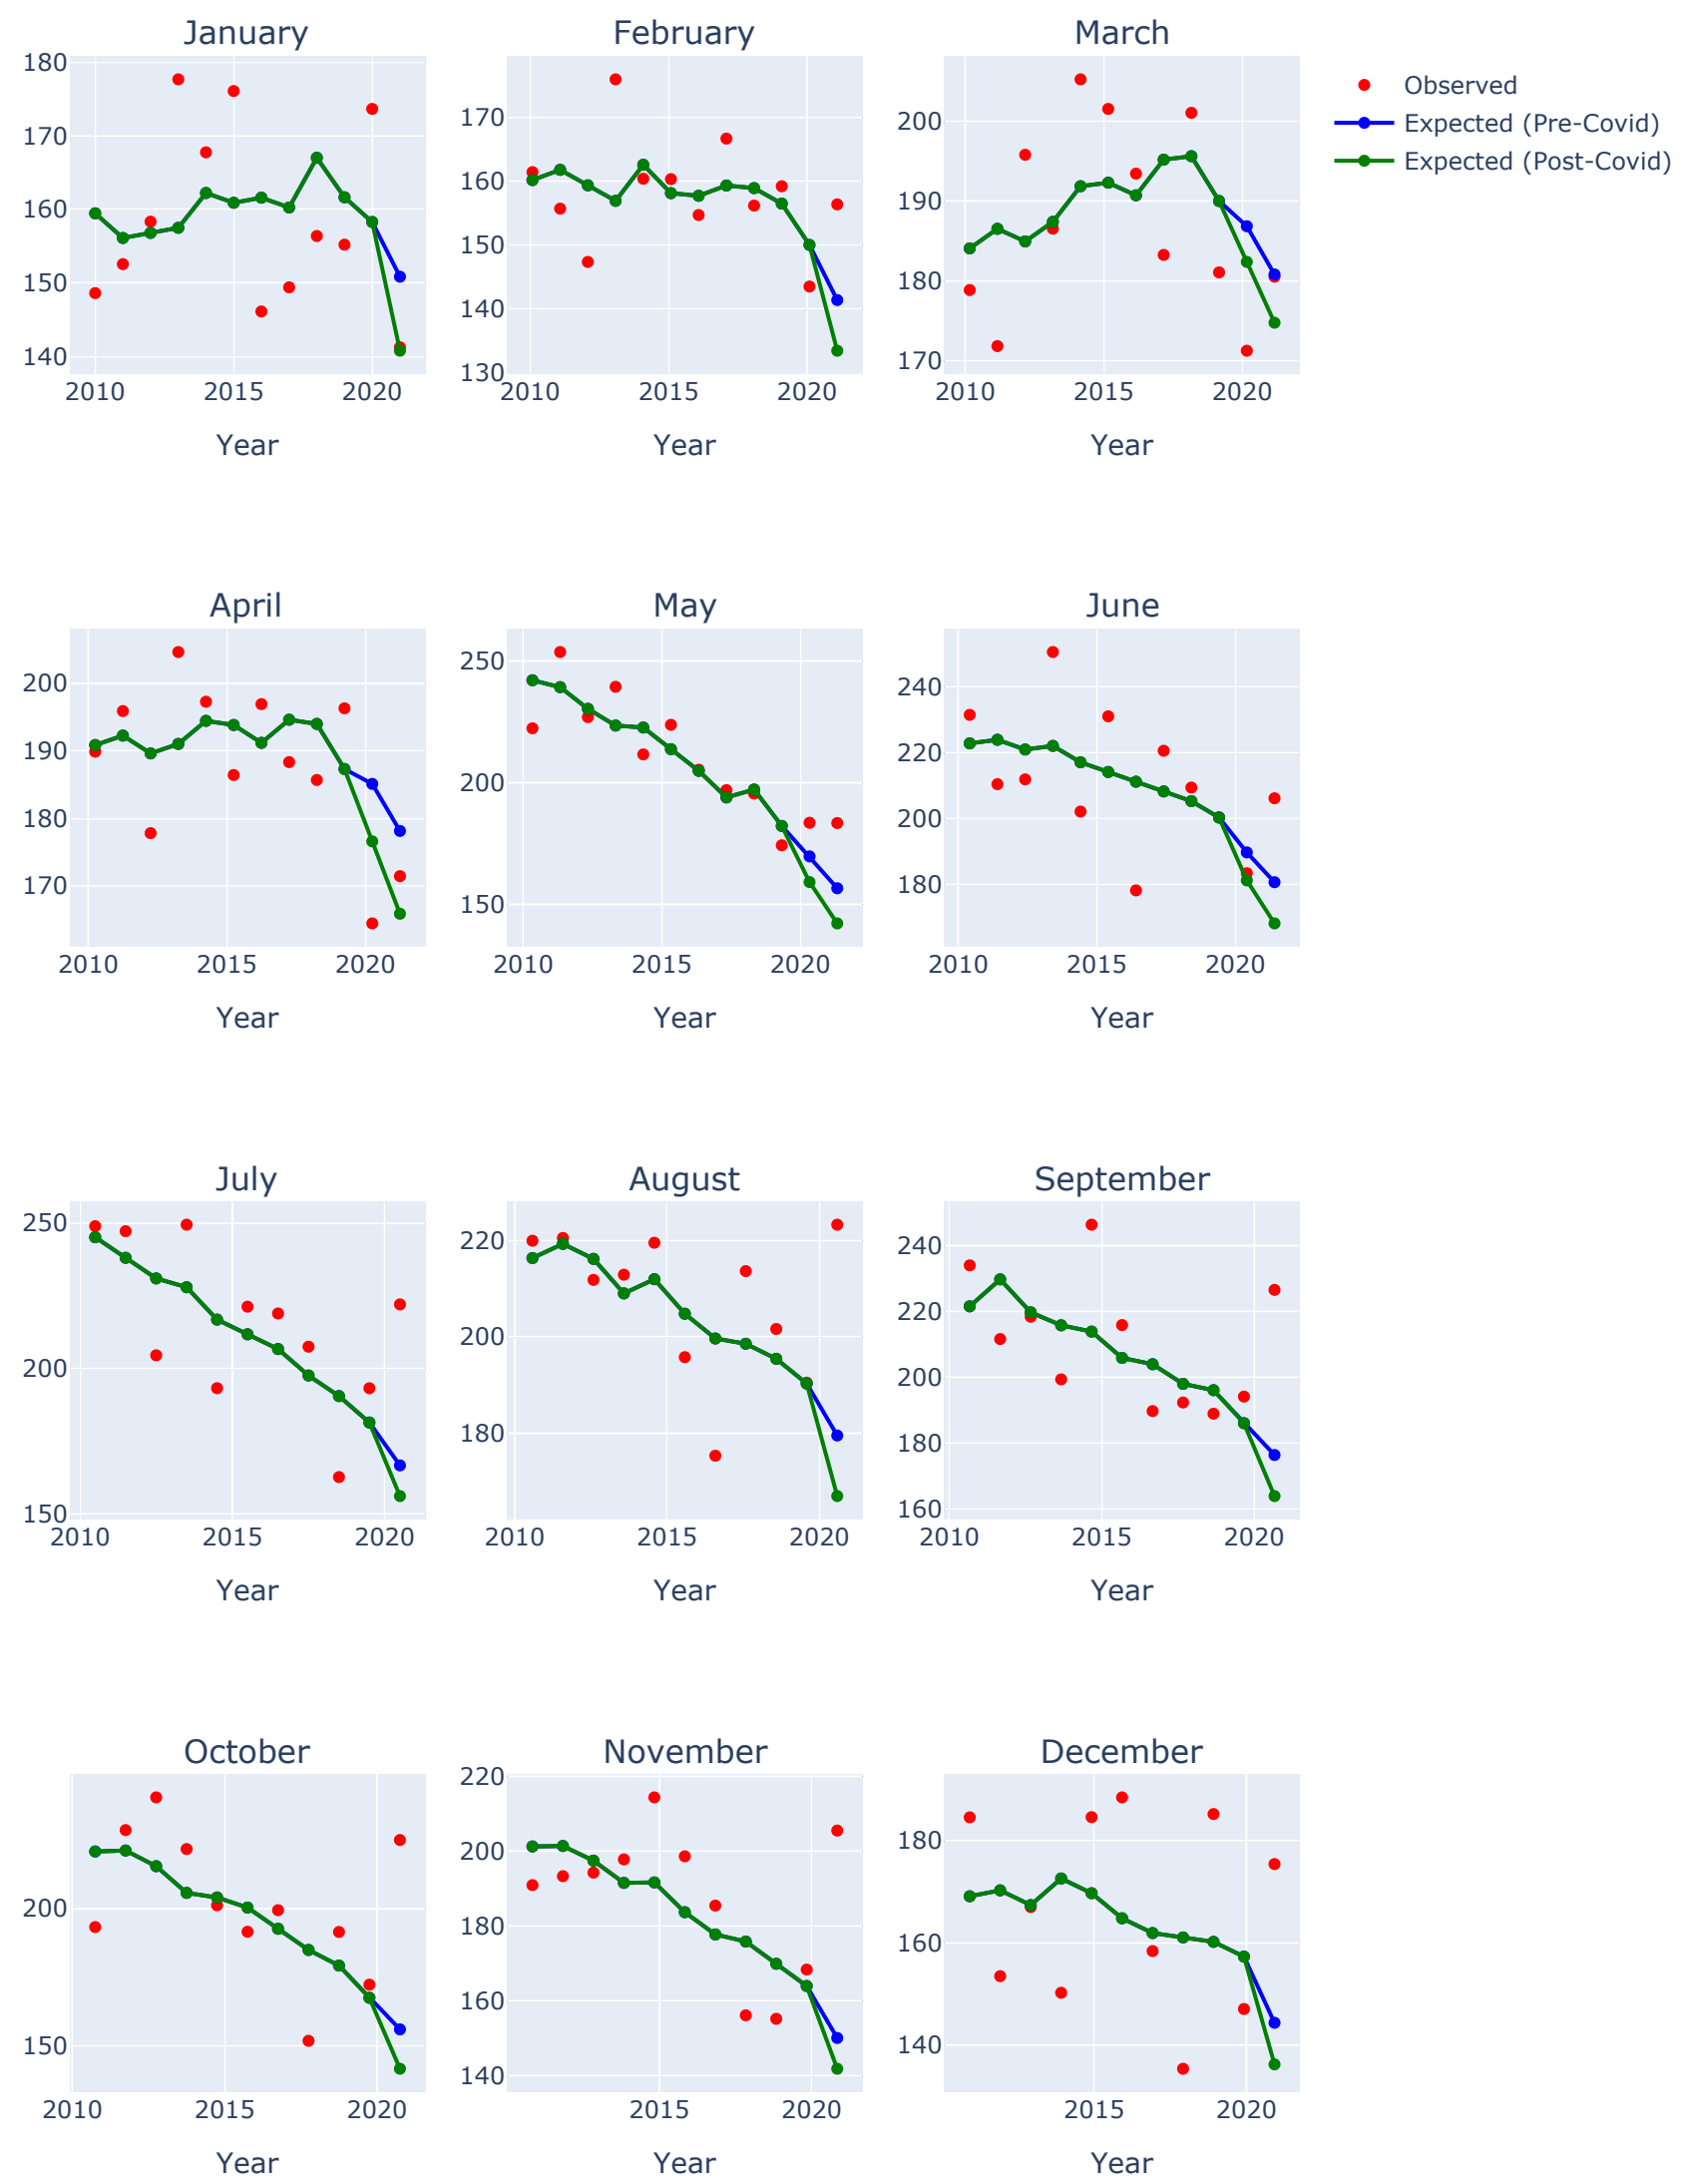 January
February
March
180
170
160
150
140
2010
2015
2020
Year
170
160
150
140
130
2010
2015
2020
Year
200
190
180
170
2010
2015
2020
Year
Observed
Expected (Pre-Covid)
Expected (Post-Covid)
April
May
June
200
190
180
170
2010
2015
2020
Year
250
200
150
2010
2015
2020
Year
240
220
200
180
2010
2015
2020
Year
July
August
September
250
200
150
2010
2015
2020
Year
220
200
180
2010
2015
2020
Year
240
220
200
180
160
2010
2015
2020
Year
October
November
December
200
150
2010
2015
2020
Year
220
200
180
160
140
2015
2020
Year
180
160
140
2015
2020
Year